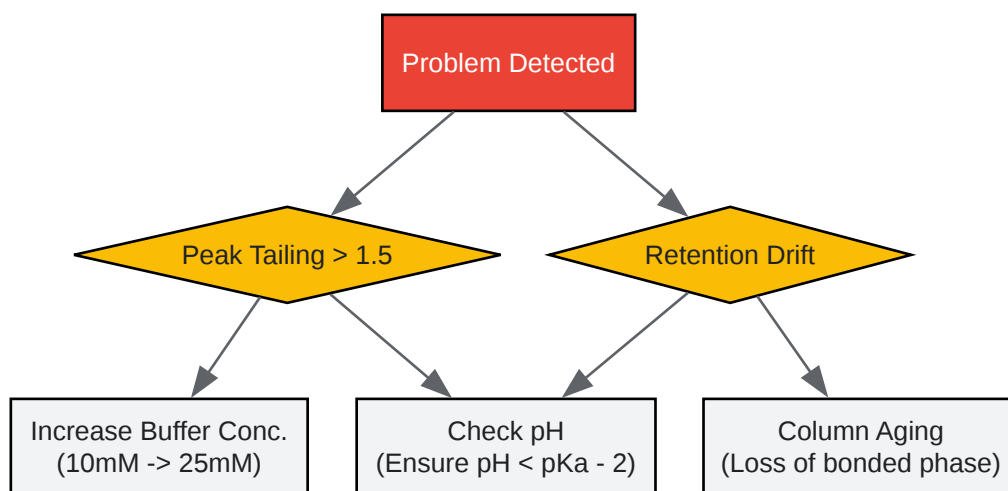 Problem Detected
Peak Tailing > 1.5
Retention Drift
Increase Buffer Conc.
(10mM -> 25mM)
Check pH
(Ensure pH < pKa - 2)
Column Aging
(Loss of bonded phase)